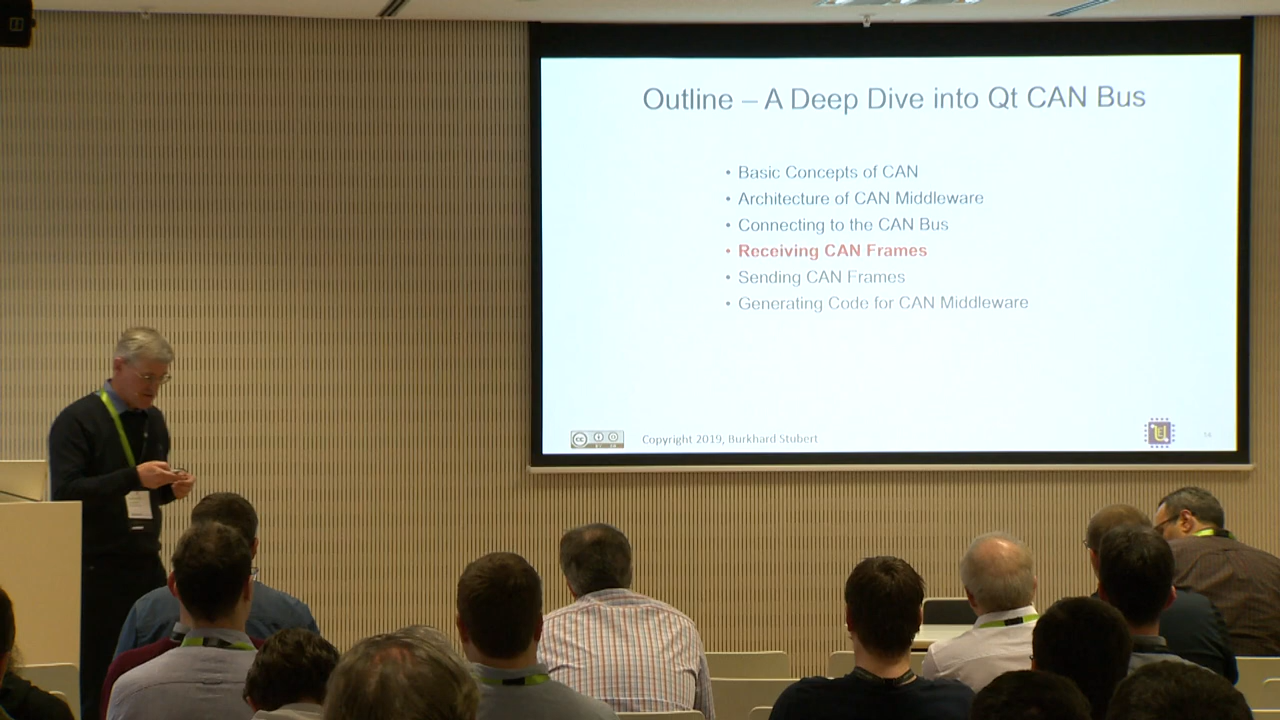 Outline – A Deep Dive into Qt CAN Bus
• Basic Concepts of CAN
• Architecture of CAN Middleware
• Connecting to the CAN Bus
• Receiving CAN Frames
• Sending CAN Frames
• Generating Code for CAN Middleware
Copyright 2019, Burkhard Stubert